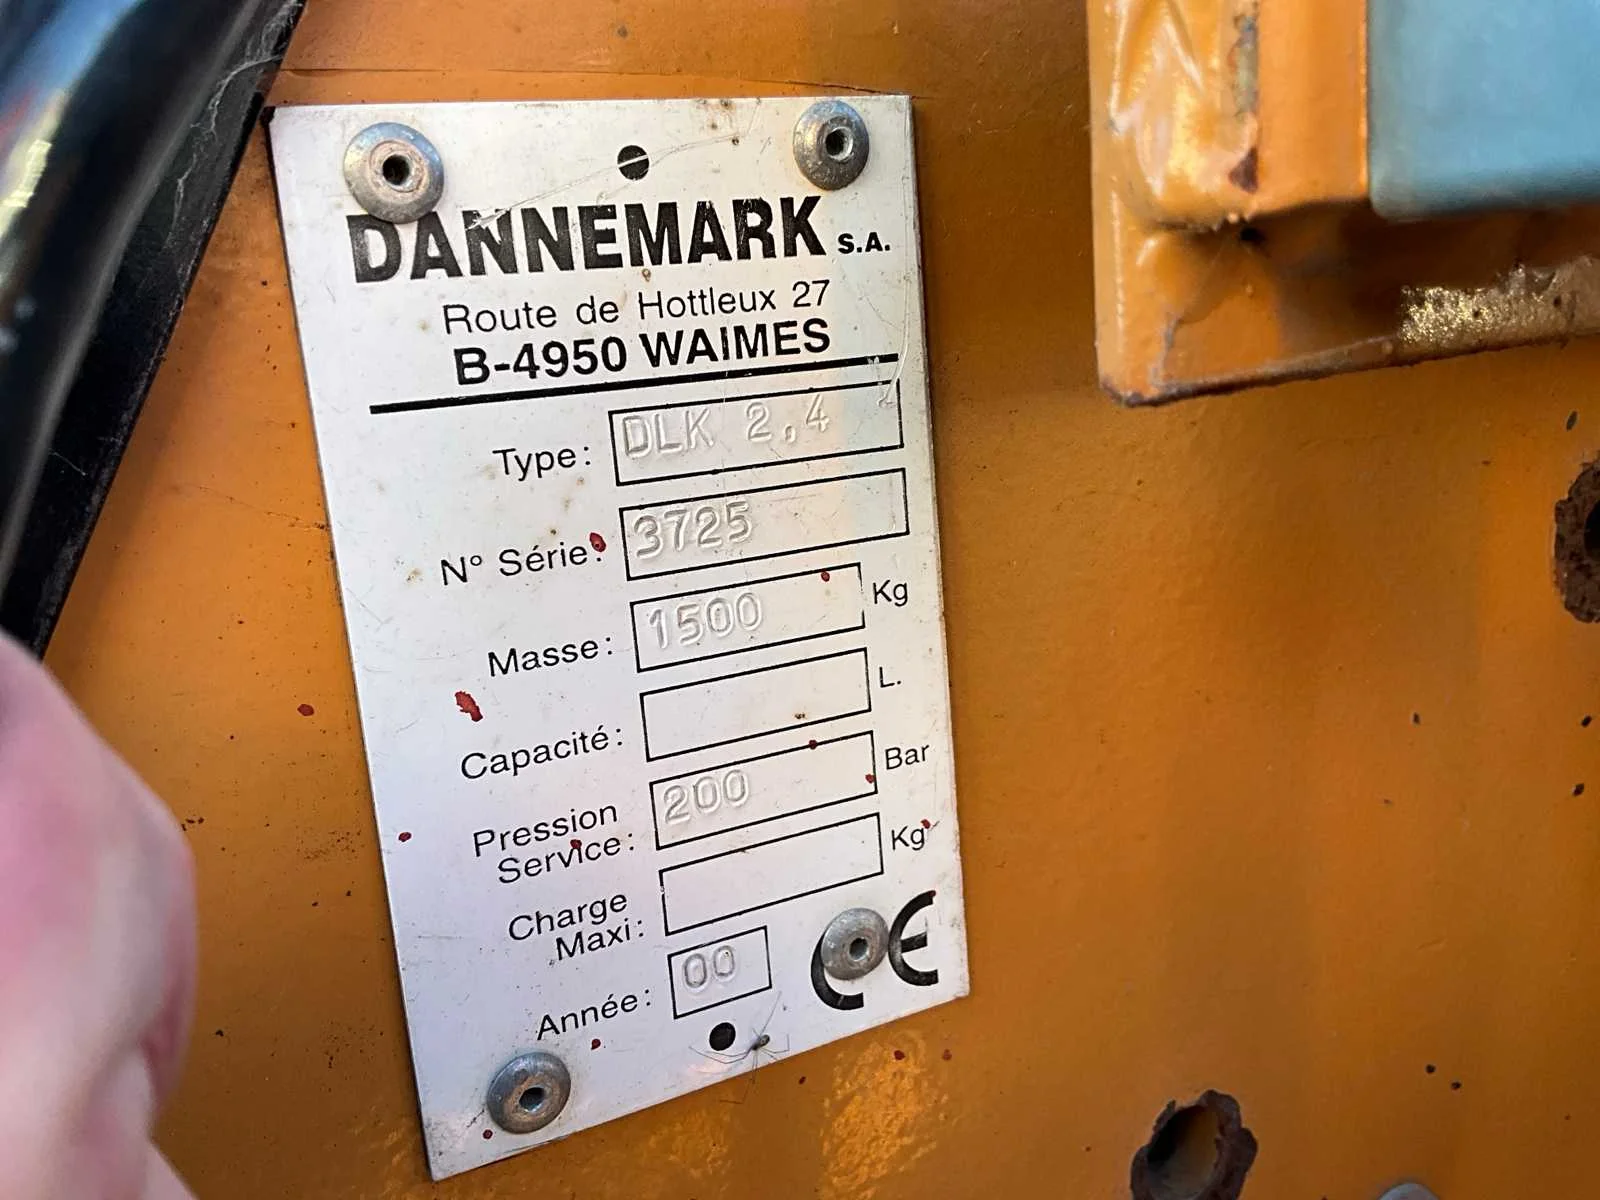 DANNEMARK S.A.
Route de Hottleux 27
B-4950 WAIMES
Type: DLK 2,4
N° Série: 3725
Masse: 1500 Kg
Capacité: L.
Pression
Service: 200 Bar
Charge
Maxi: Kg
Année: 00
CE